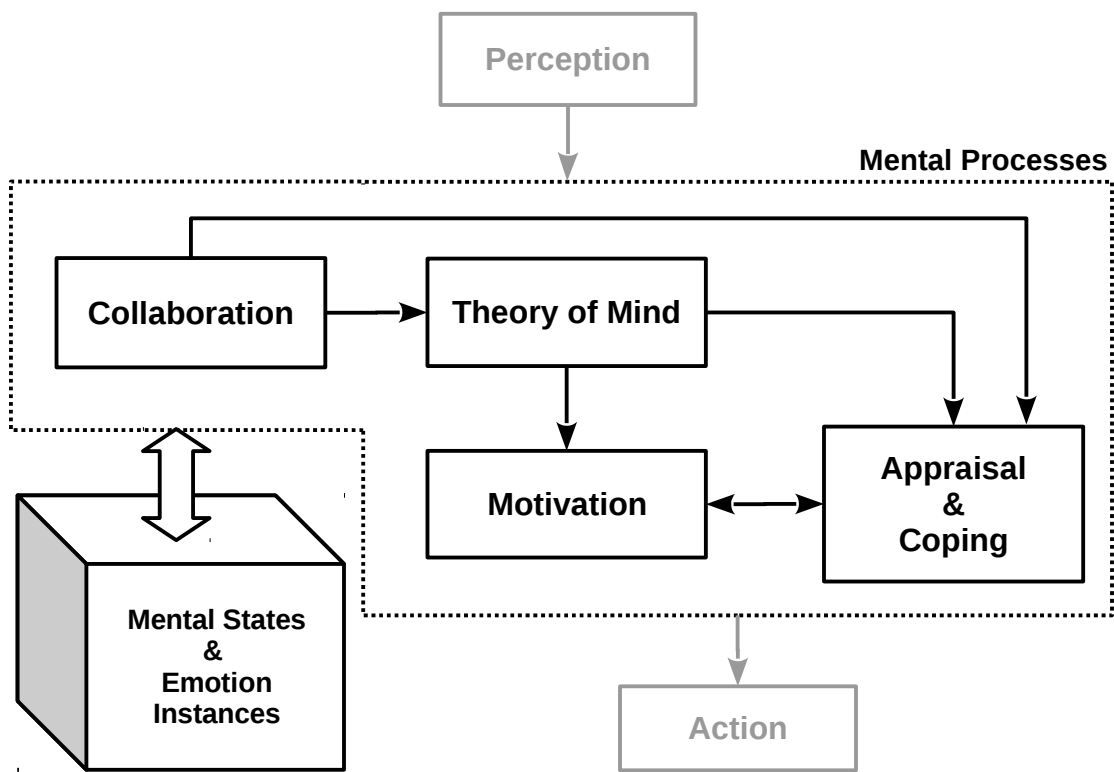 Perception
Mental Processes
Collaboration
Theory of Mind
Motivation
Appraisal
&
Coping
Mental States
&
Emotion
Instances
Action